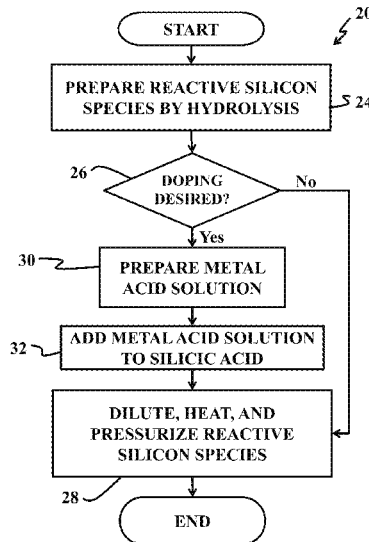 20
START
PREPARE REACTIVE SILICON
SPECIES BY HYDROLYSIS
24
26
DOPING
DESIRED?
No
Yes
30
PREPARE METAL
ACID SOLUTION
32
ADD METAL ACID SOLUTION
TO SILICIC ACID
DILUTE, HEAT, AND
PRESSURIZE REACTIVE
SILICON SPECIES
28
END